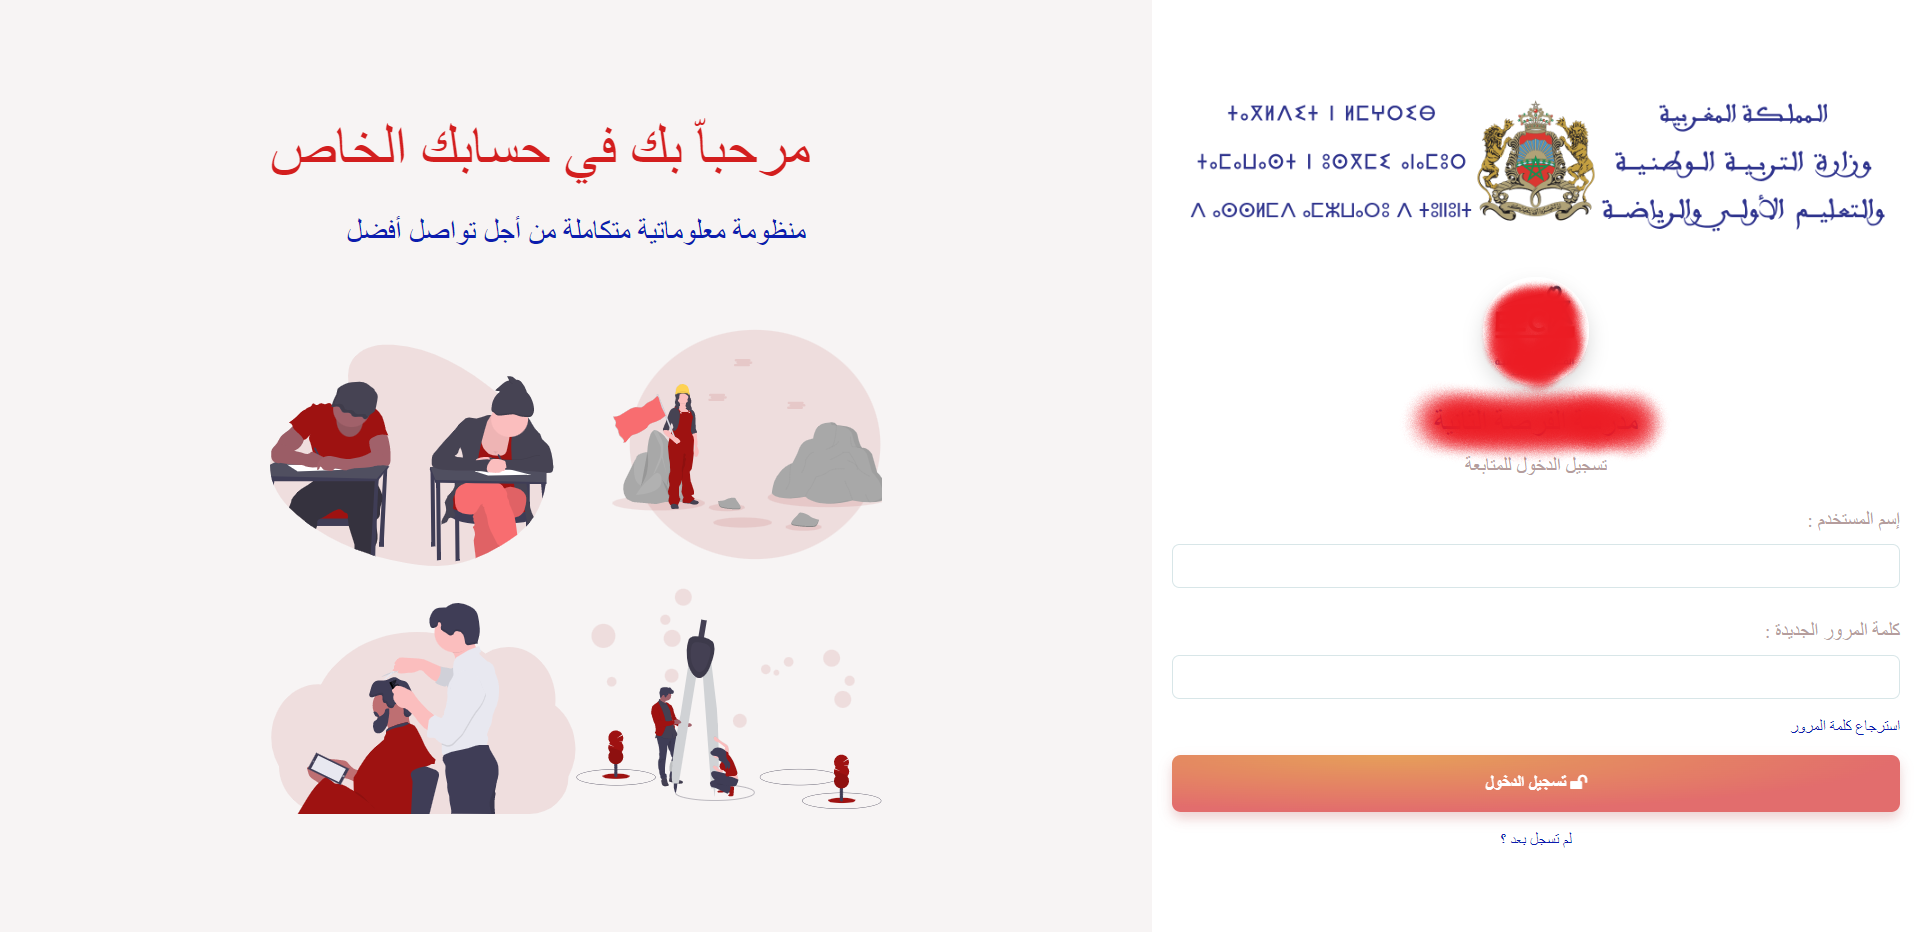 مرحباّ بك في حسابك الخاص
منظومة معلوماتية متكاملة من أجل تواصل أفضل
المملكة المغربية
وزارة التربية الوطنية
والتعليم الأولي والرياضة
ⵜⴰⴳⵍⴷⵉⵜ ⵏ ⵍⵎⵖⵔⵉⴱ
ⵜⴰⵎⴰⵡⴰⵙⵜ ⵏ ⵓⵙⴳⵎⵉ ⴰⵏⴰⵎⵓⵔ
ⴷ ⴰⵙⵙⵍⵎⴷ ⴰⵎⵣⵡⴰⵔⵓ ⴷ ⵜⵓⵏⵏⵓⵏⵜ
تسجيل الدخول للمتابعة
إسم المستخدم :
كلمة المرور الجديدة :
استرجاع كلمة المرور
تسجيل الدخول
لم تسجل بعد ؟